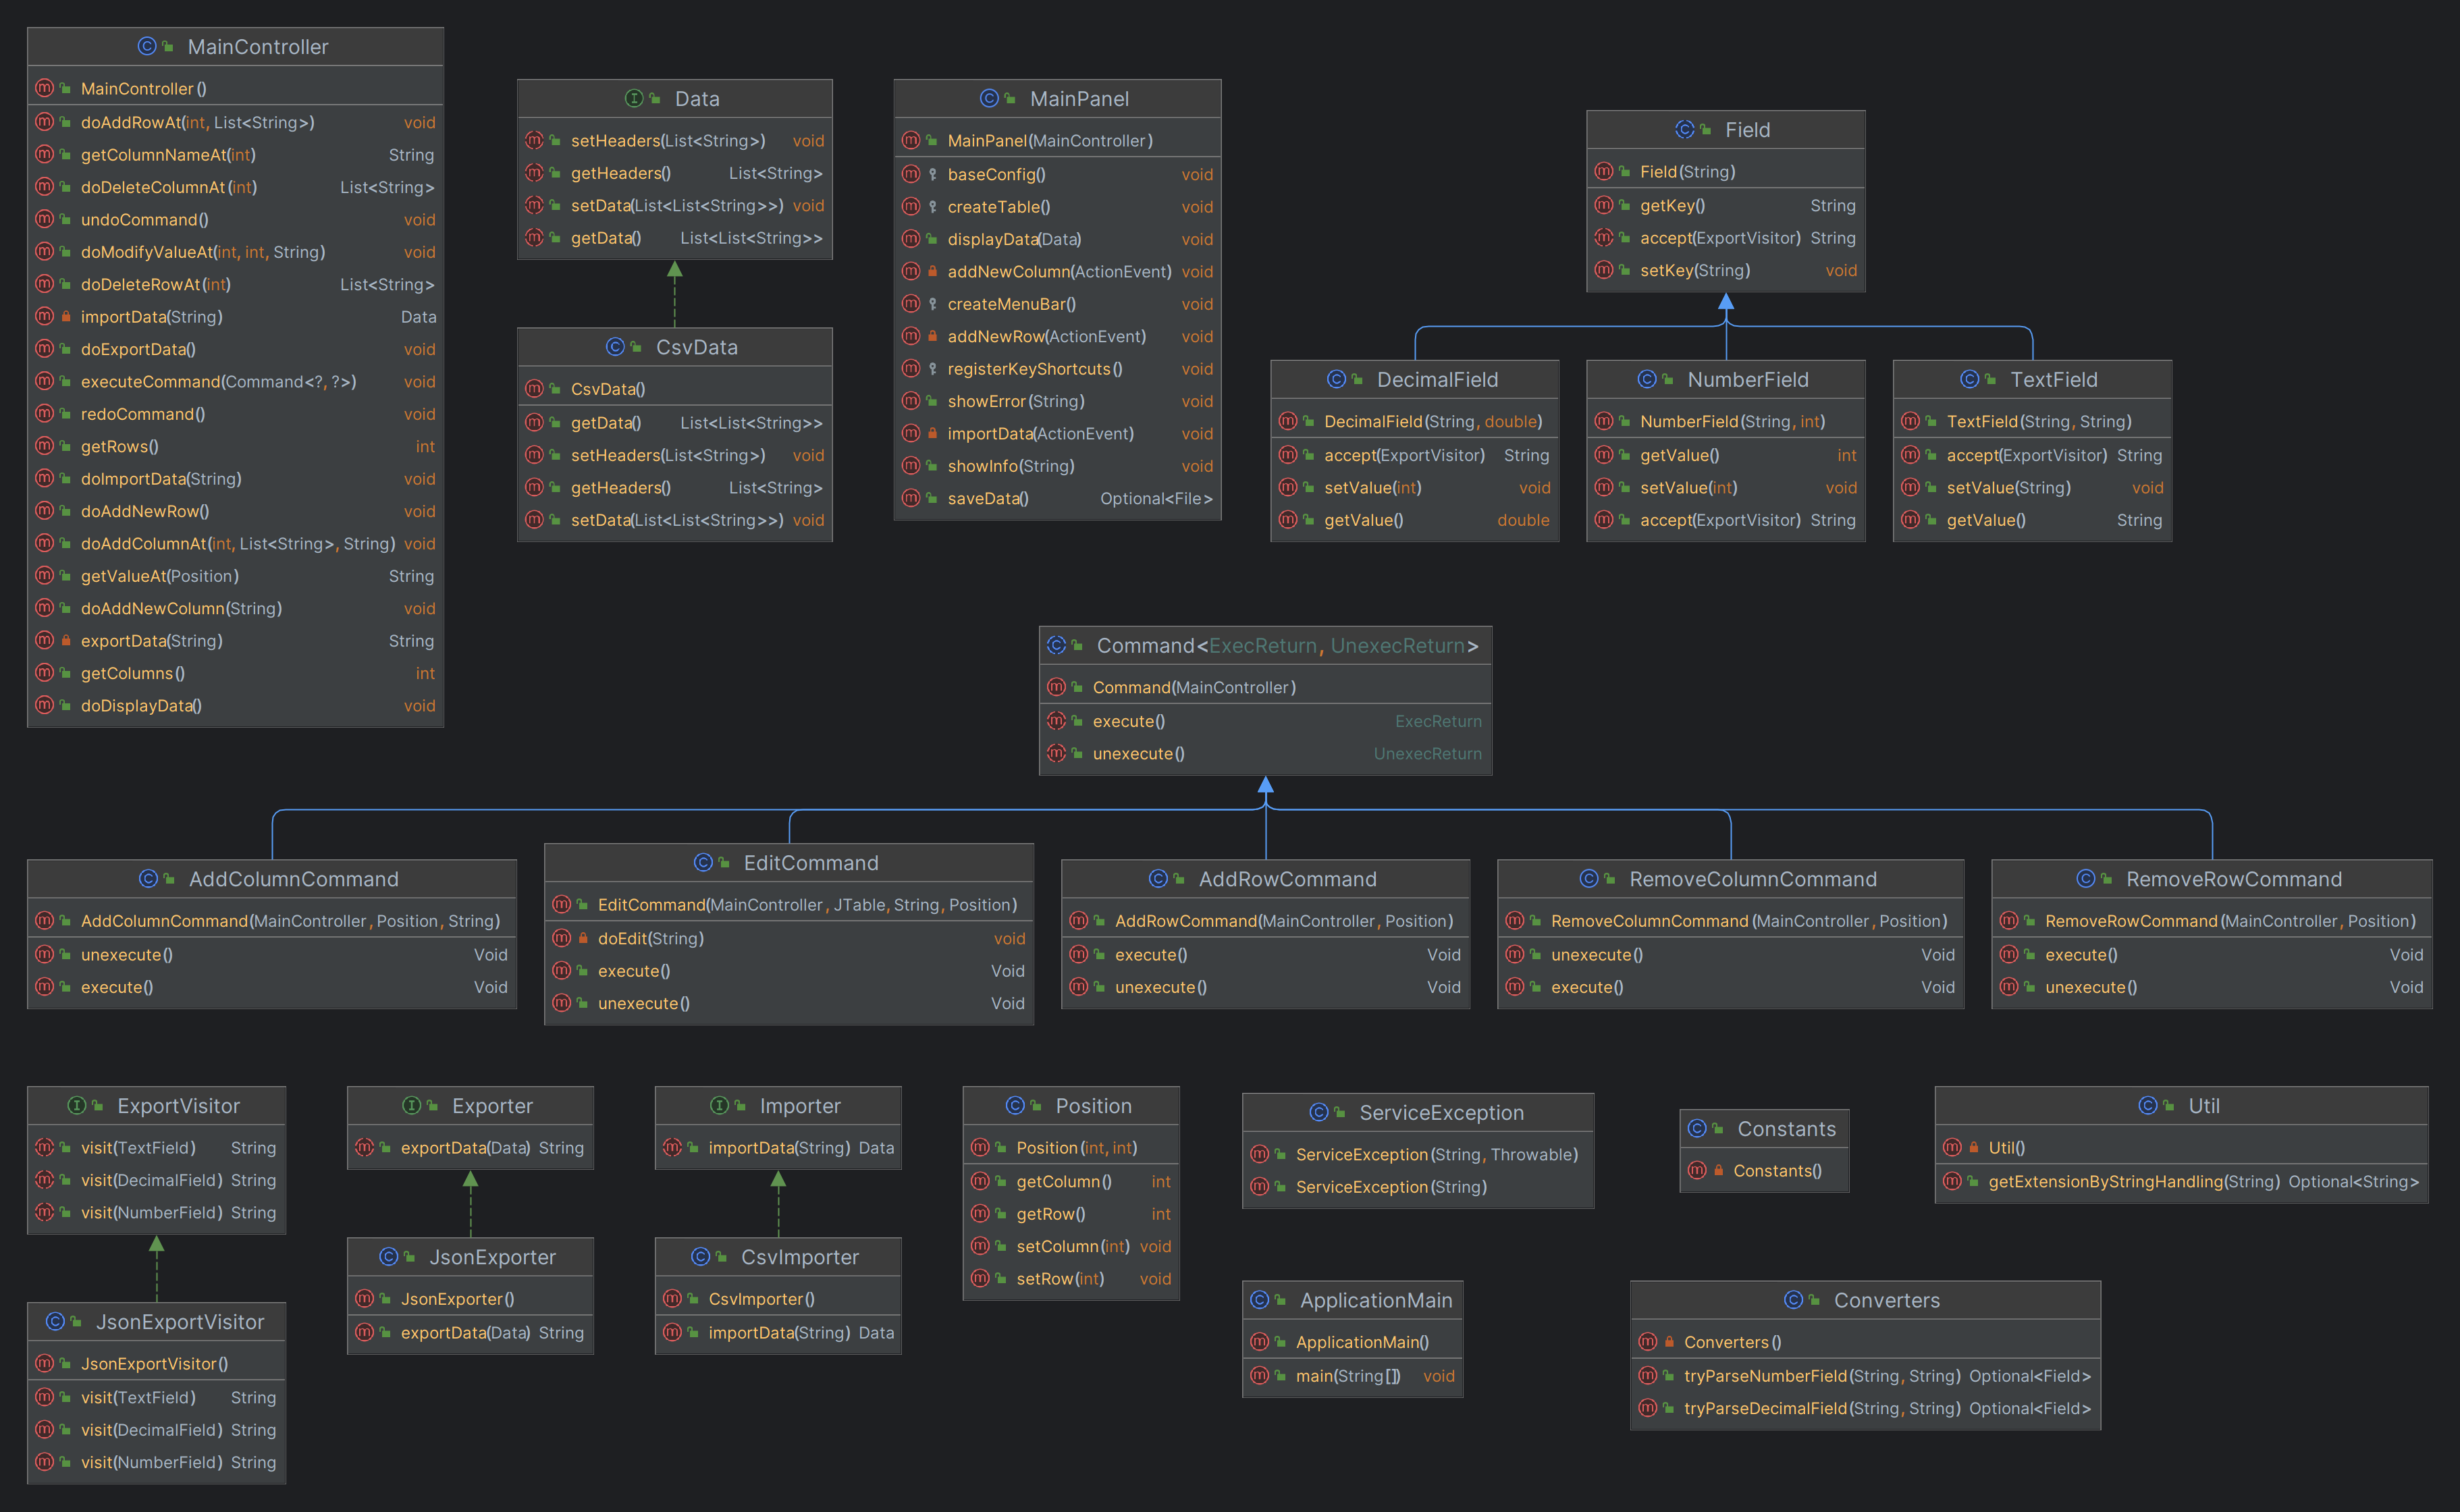 MainController
MainController()
doAddRowAt(int, List<String>) void
getColumnNameAt(int) String
doDeleteColumnAt(int) List<String>
undoCommand() void
doModifyValueAt(int, int, String) void
doDeleteRowAt(int) List<String>
importData(String) Data
doExportData() void
executeCommand(Command<?, ?>) void
redoCommand() void
getRows() int
doImportData(String) void
doAddNewRow() void
doAddColumnAt(int, List<String>, String) void
getValueAt(Position) String
doAddNewColumn(String) void
exportData(String) String
getColumns() int
doDisplayData() void
Data
setHeaders(List<String>) void
getHeaders() List<String>
setData(List<List<String>>) void
getData() List<List<String>>
CsvData
CsvData()
getData() List<List<String>>
setHeaders(List<String>) void
getHeaders() List<String>
setData(List<List<String>>) void
MainPanel
MainPanel(MainController)
baseConfig() void
createTable() void
displayData(Data) void
addNewColumn(ActionEvent) void
createMenuBar() void
addNewRow(ActionEvent) void
registerKeyShortcuts() void
showError(String) void
importData(ActionEvent) void
showInfo(String) void
saveData() Optional<File>
Field
Field(String)
getKey() String
accept(ExportVisitor) String
setKey(String) void
DecimalField
DecimalField(String, double)
accept(ExportVisitor) String
setValue(int) void
getValue() double
NumberField
NumberField(String, int)
getValue() int
setValue(int) void
accept(ExportVisitor) String
TextField
TextField(String, String)
accept(ExportVisitor) String
setValue(String) void
getValue() String
Command<ExecReturn, UnexecReturn>
Command(MainController)
execute() ExecReturn
unexecute() UnexecReturn
AddColumnCommand
AddColumnCommand(MainController, Position, String)
unexecute() Void
execute() Void
EditCommand
EditCommand(MainController, JTable, String, Position)
doEdit(String) void
execute() Void
unexecute() Void
AddRowCommand
AddRowCommand(MainController, Position)
execute() Void
unexecute() Void
RemoveColumnCommand
RemoveColumnCommand(MainController, Position)
unexecute() Void
execute() Void
RemoveRowCommand
RemoveRowCommand(MainController, Position)
execute() Void
unexecute() Void
ExportVisitor
visit(TextField) String
visit(DecimalField) String
visit(NumberField) String
JsonExportVisitor
JsonExportVisitor()
visit(TextField) String
visit(DecimalField) String
visit(NumberField) String
Exporter
exportData(Data) String
JsonExporter
JsonExporter()
exportData(Data) String
Importer
importData(String) Data
CsvImporter
CsvImporter()
importData(String) Data
Position
Position(int, int)
getColumn() int
getRow() int
setColumn(int) void
setRow(int) void
ServiceException
ServiceException(String, Throwable)
ServiceException(String)
ApplicationMain
ApplicationMain()
main(String[]) void
Constants
Constants()
Util
Util()
getExtensionByStringHandling(String) Optional<String>
Converters
Converters()
tryParseNumberField(String, String) Optional<Field>
tryParseDecimalField(String, String) Optional<Field>